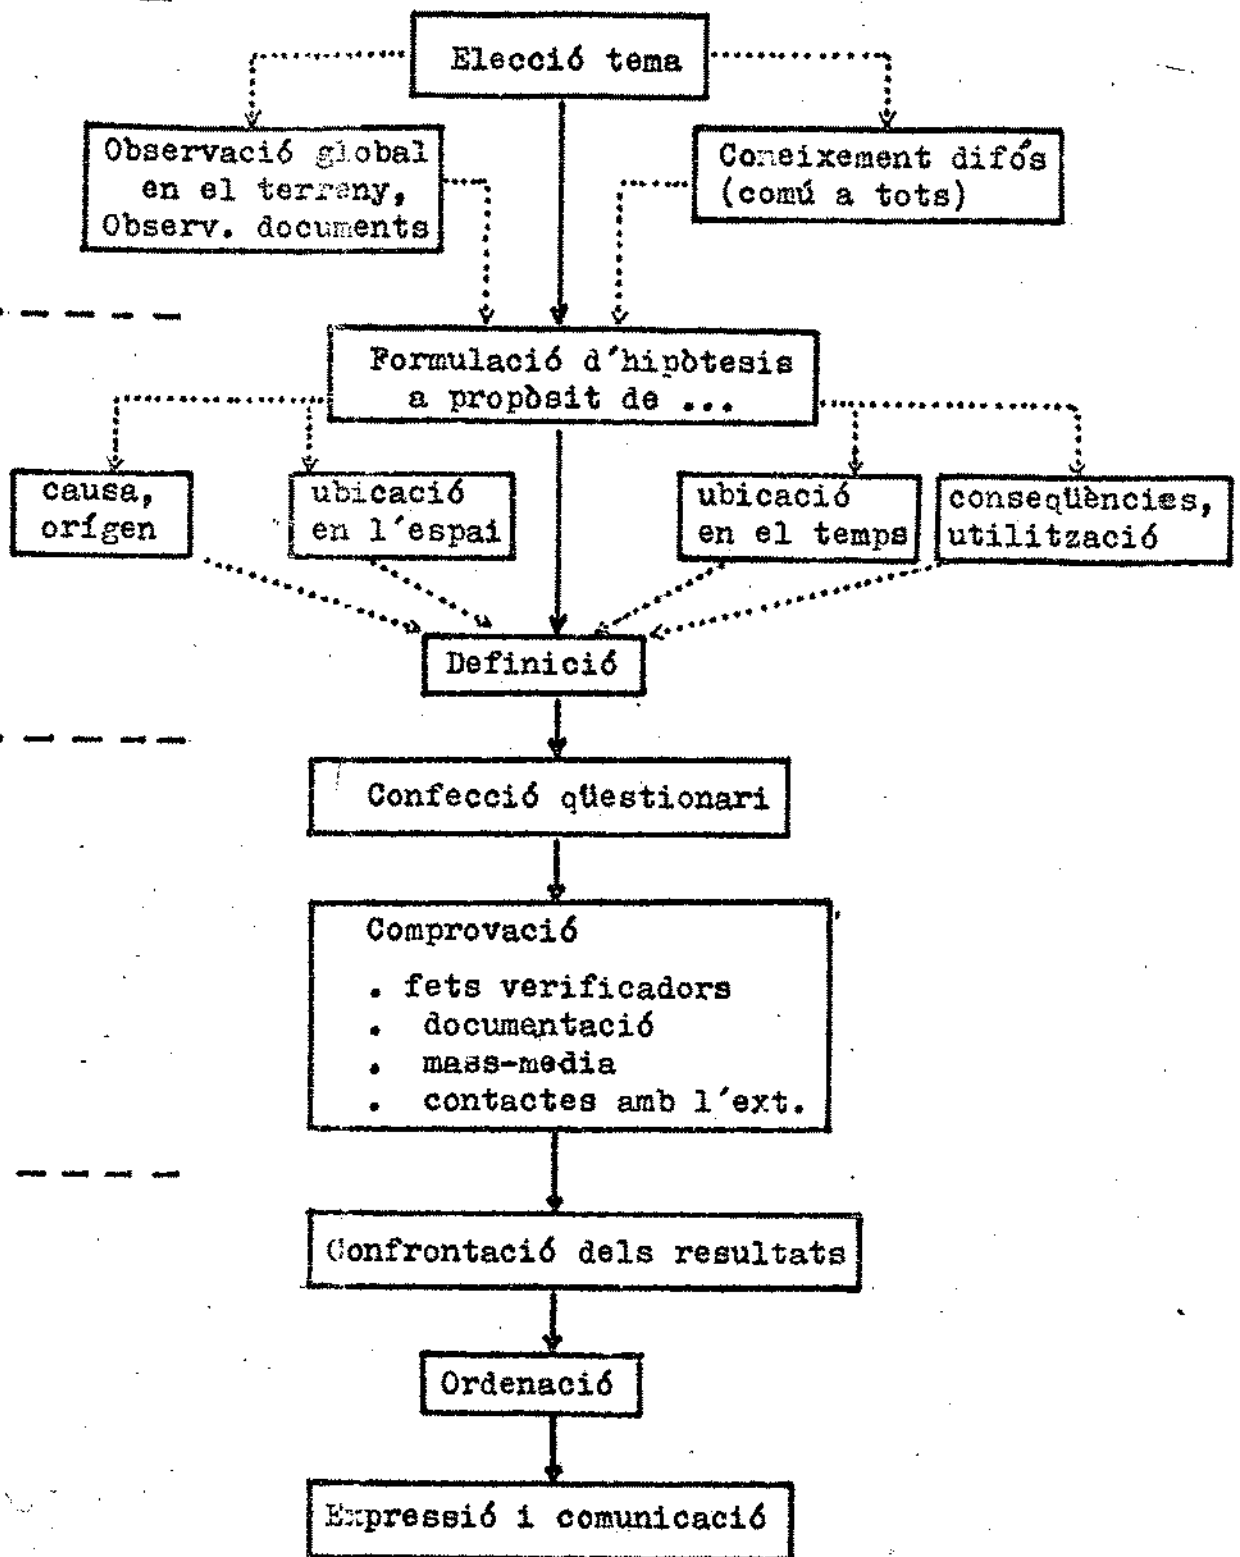 Elecció tema
Observació global
en el terreny,
Observ. documents
Coneixement difós
(comú a tots)
Formulació d'hipòtesis
a propòsit de ...
causa,
orígen
ubicació
en l'espai
ubicació
en el temps
conseqüències,
utilització
Definició
Confecció qüestionari
Comprovació
. fets verificadors
. documentació
. mass-media
. contactes amb l'ext.
Confrontació dels resultats
Ordenació
Expressió i comunicació